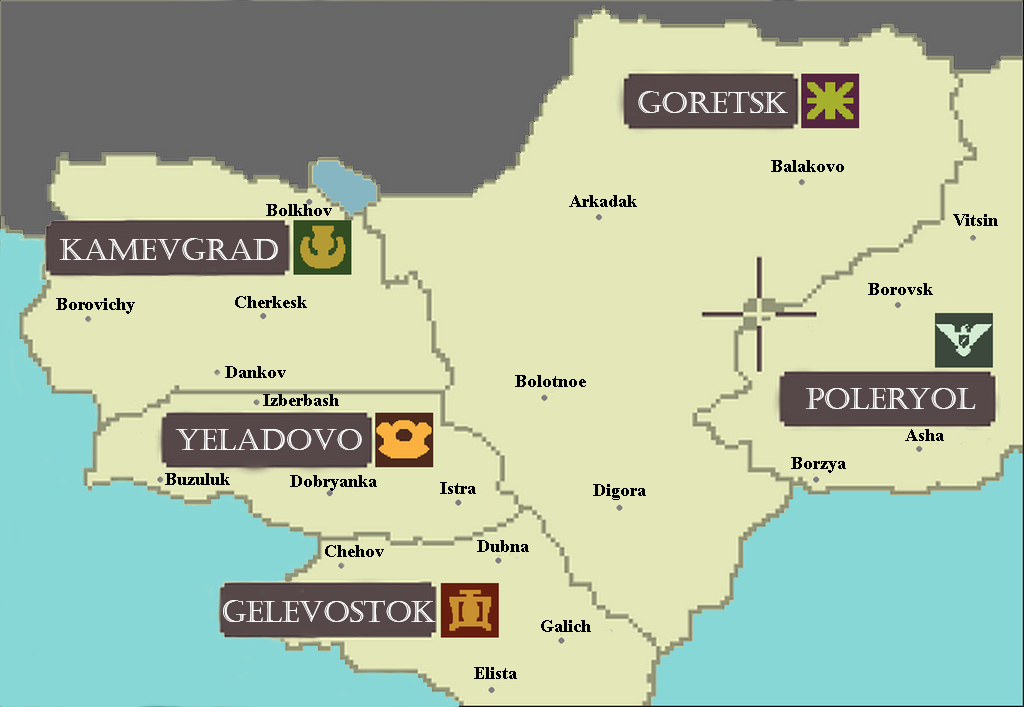 GORETSK
Balakovo
Arkadak
Bolkhov
Vitsin
KAMEVGRAD
Borovsk
Borovichy
Cherkesk
Dankov
Bolotnoe
POLERYOL
Izberbash
YELADOVO
Asha
Borzya
Buzuluk
Dobryanka
Istra
Digora
Chehov
Dubna
GELEVOSTOK
Galich
Elista